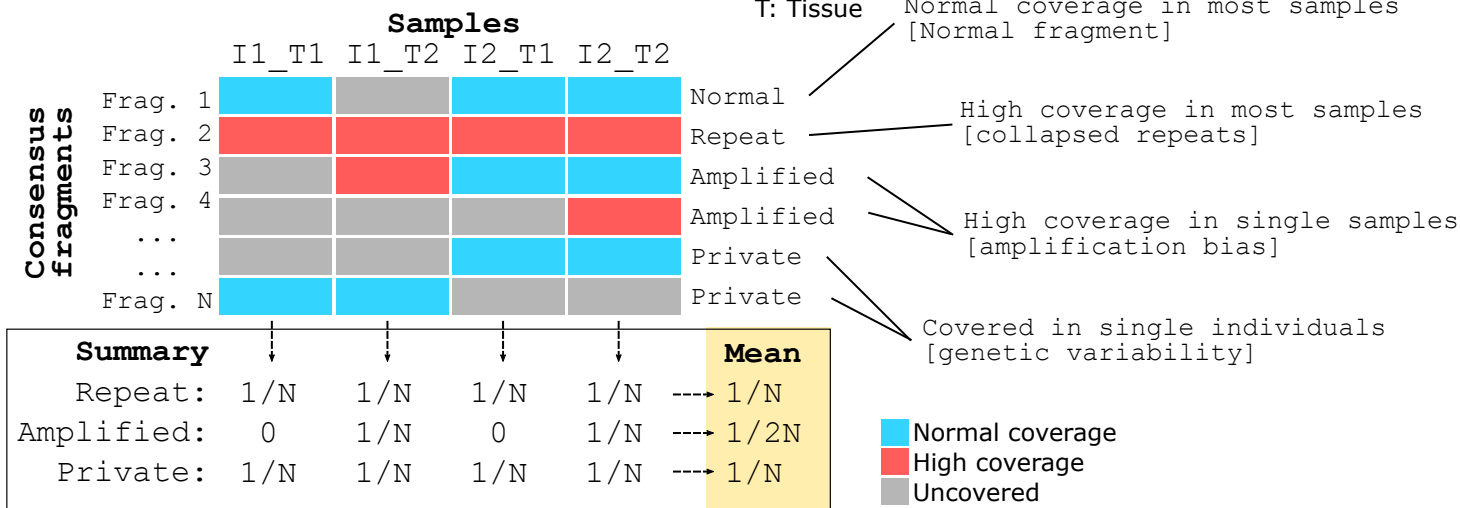 T: Tissue
Normal coverage in most samples
[Normal fragment]
Samples
I1_T1 I1_T2 I2_T1 I2_T2
Consensus
fragments
Frag. 1 Normal
Frag. 2 Repeat
Frag. 3 Amplified
Frag. 4 Amplified
... Private
...
Frag. N Private
High coverage in most samples
[collapsed repeats]
High coverage in single samples
[amplification bias]
Covered in single individuals
[genetic variability]
Summary Mean
Repeat: 1/N 1/N 1/N 1/N 1/N
Amplified: 0 1/N 0 1/N 1/2N
Private: 1/N 1/N 1/N 1/N 1/N
Normal coverage
High coverage
Uncovered